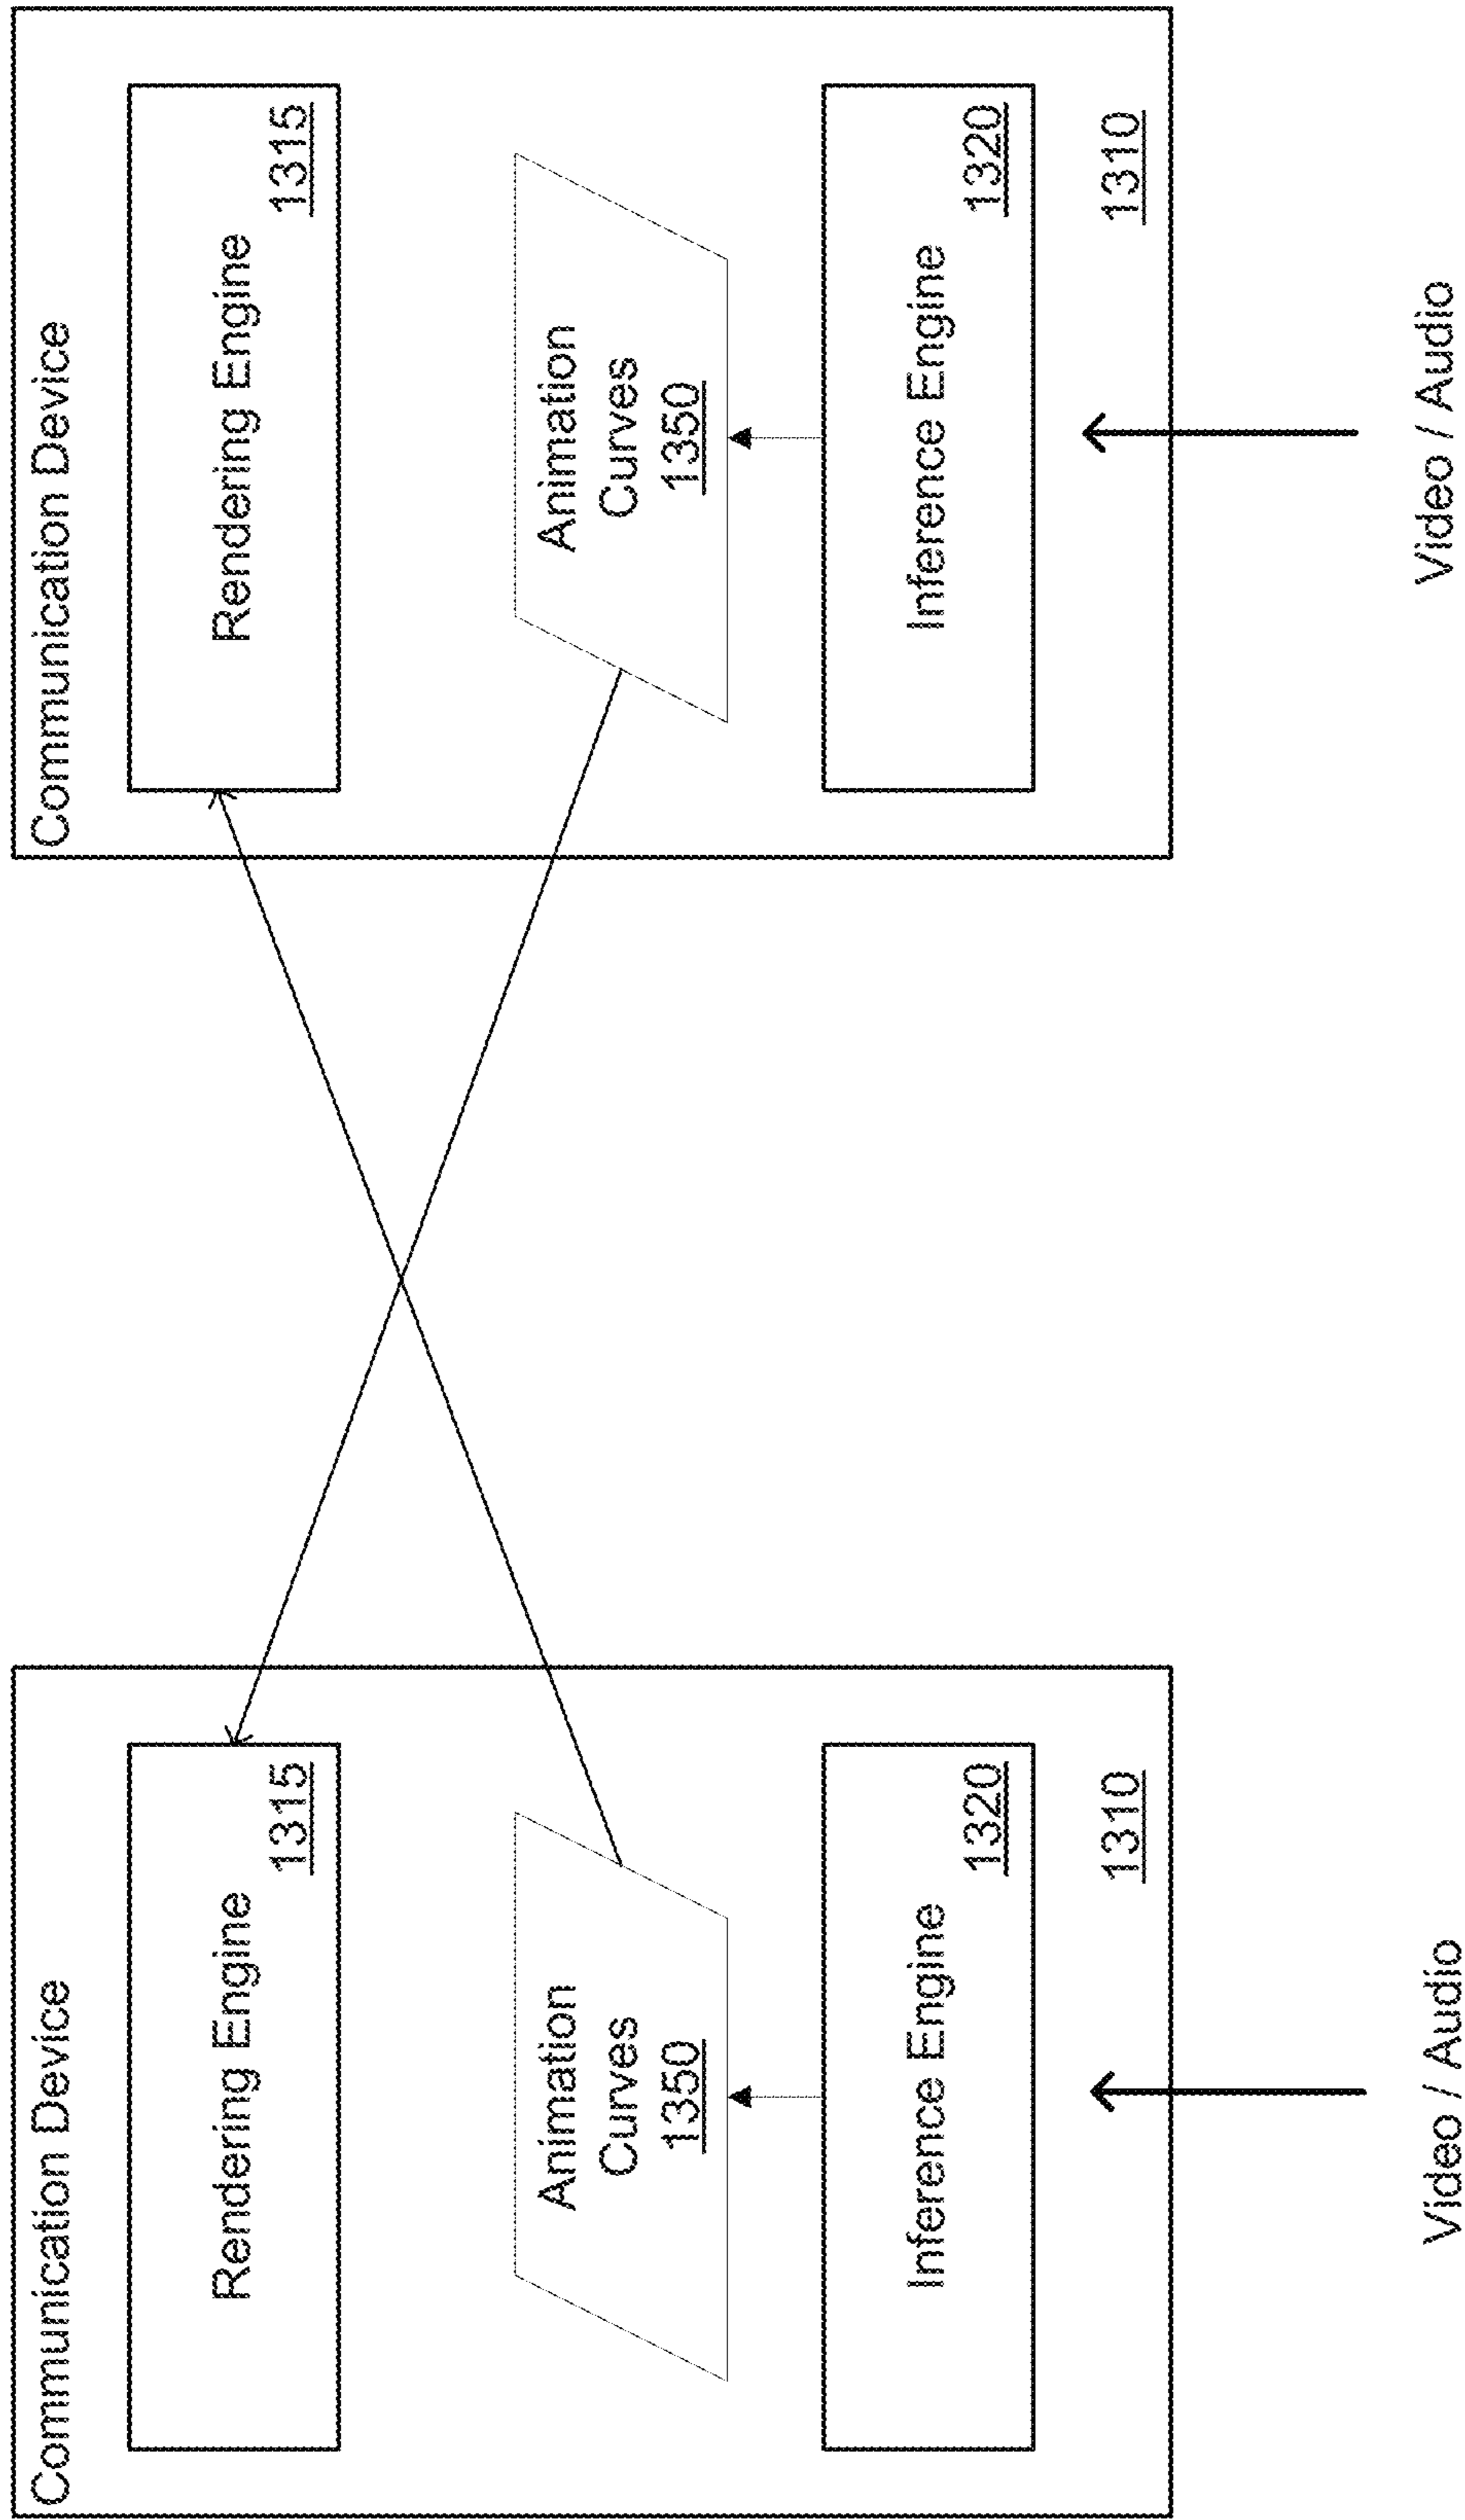 Communication Device
Rendering Engine
1315
Animation
Curves
1350
Inference Engine
1320
1310
Video / Audio
Communication Device
Rendering Engine
1315
Animation
Curves
1350
Inference Engine
1320
1310
Video / Audio